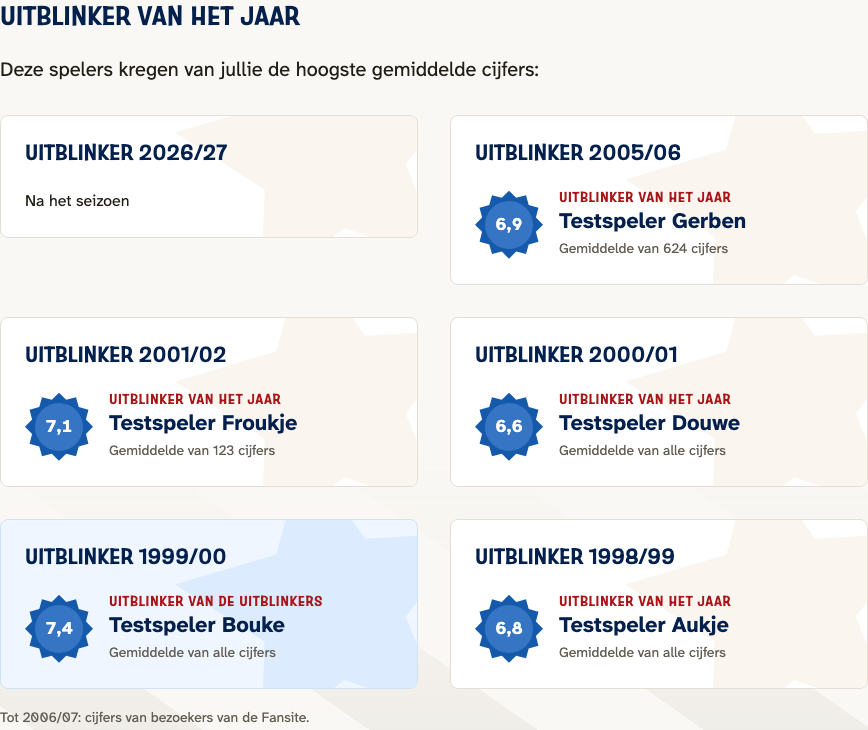 UITBLINKER VAN HET JAAR
Deze spelers kregen van jullie de hoogste gemiddelde cijfers:
UITBLINKER 2026/27
Na het seizoen
UITBLINKER 2005/06
6,9
UITBLINKER VAN HET JAAR
Testspeler Gerben
Gemiddelde van 624 cijfers
UITBLINKER 2001/02
7,1
UITBLINKER VAN HET JAAR
Testspeler Froukje
Gemiddelde van 123 cijfers
UITBLINKER 2000/01
6,6
UITBLINKER VAN HET JAAR
Testspeler Douwe
Gemiddelde van alle cijfers
UITBLINKER 1999/00
7,4
UITBLINKER VAN DE UITBLINKERS
Testspeler Bouke
Gemiddelde van alle cijfers
UITBLINKER 1998/99
6,8
UITBLINKER VAN HET JAAR
Testspeler Aukje
Gemiddelde van alle cijfers
Tot 2006/07: cijfers van bezoekers van de Fansite.